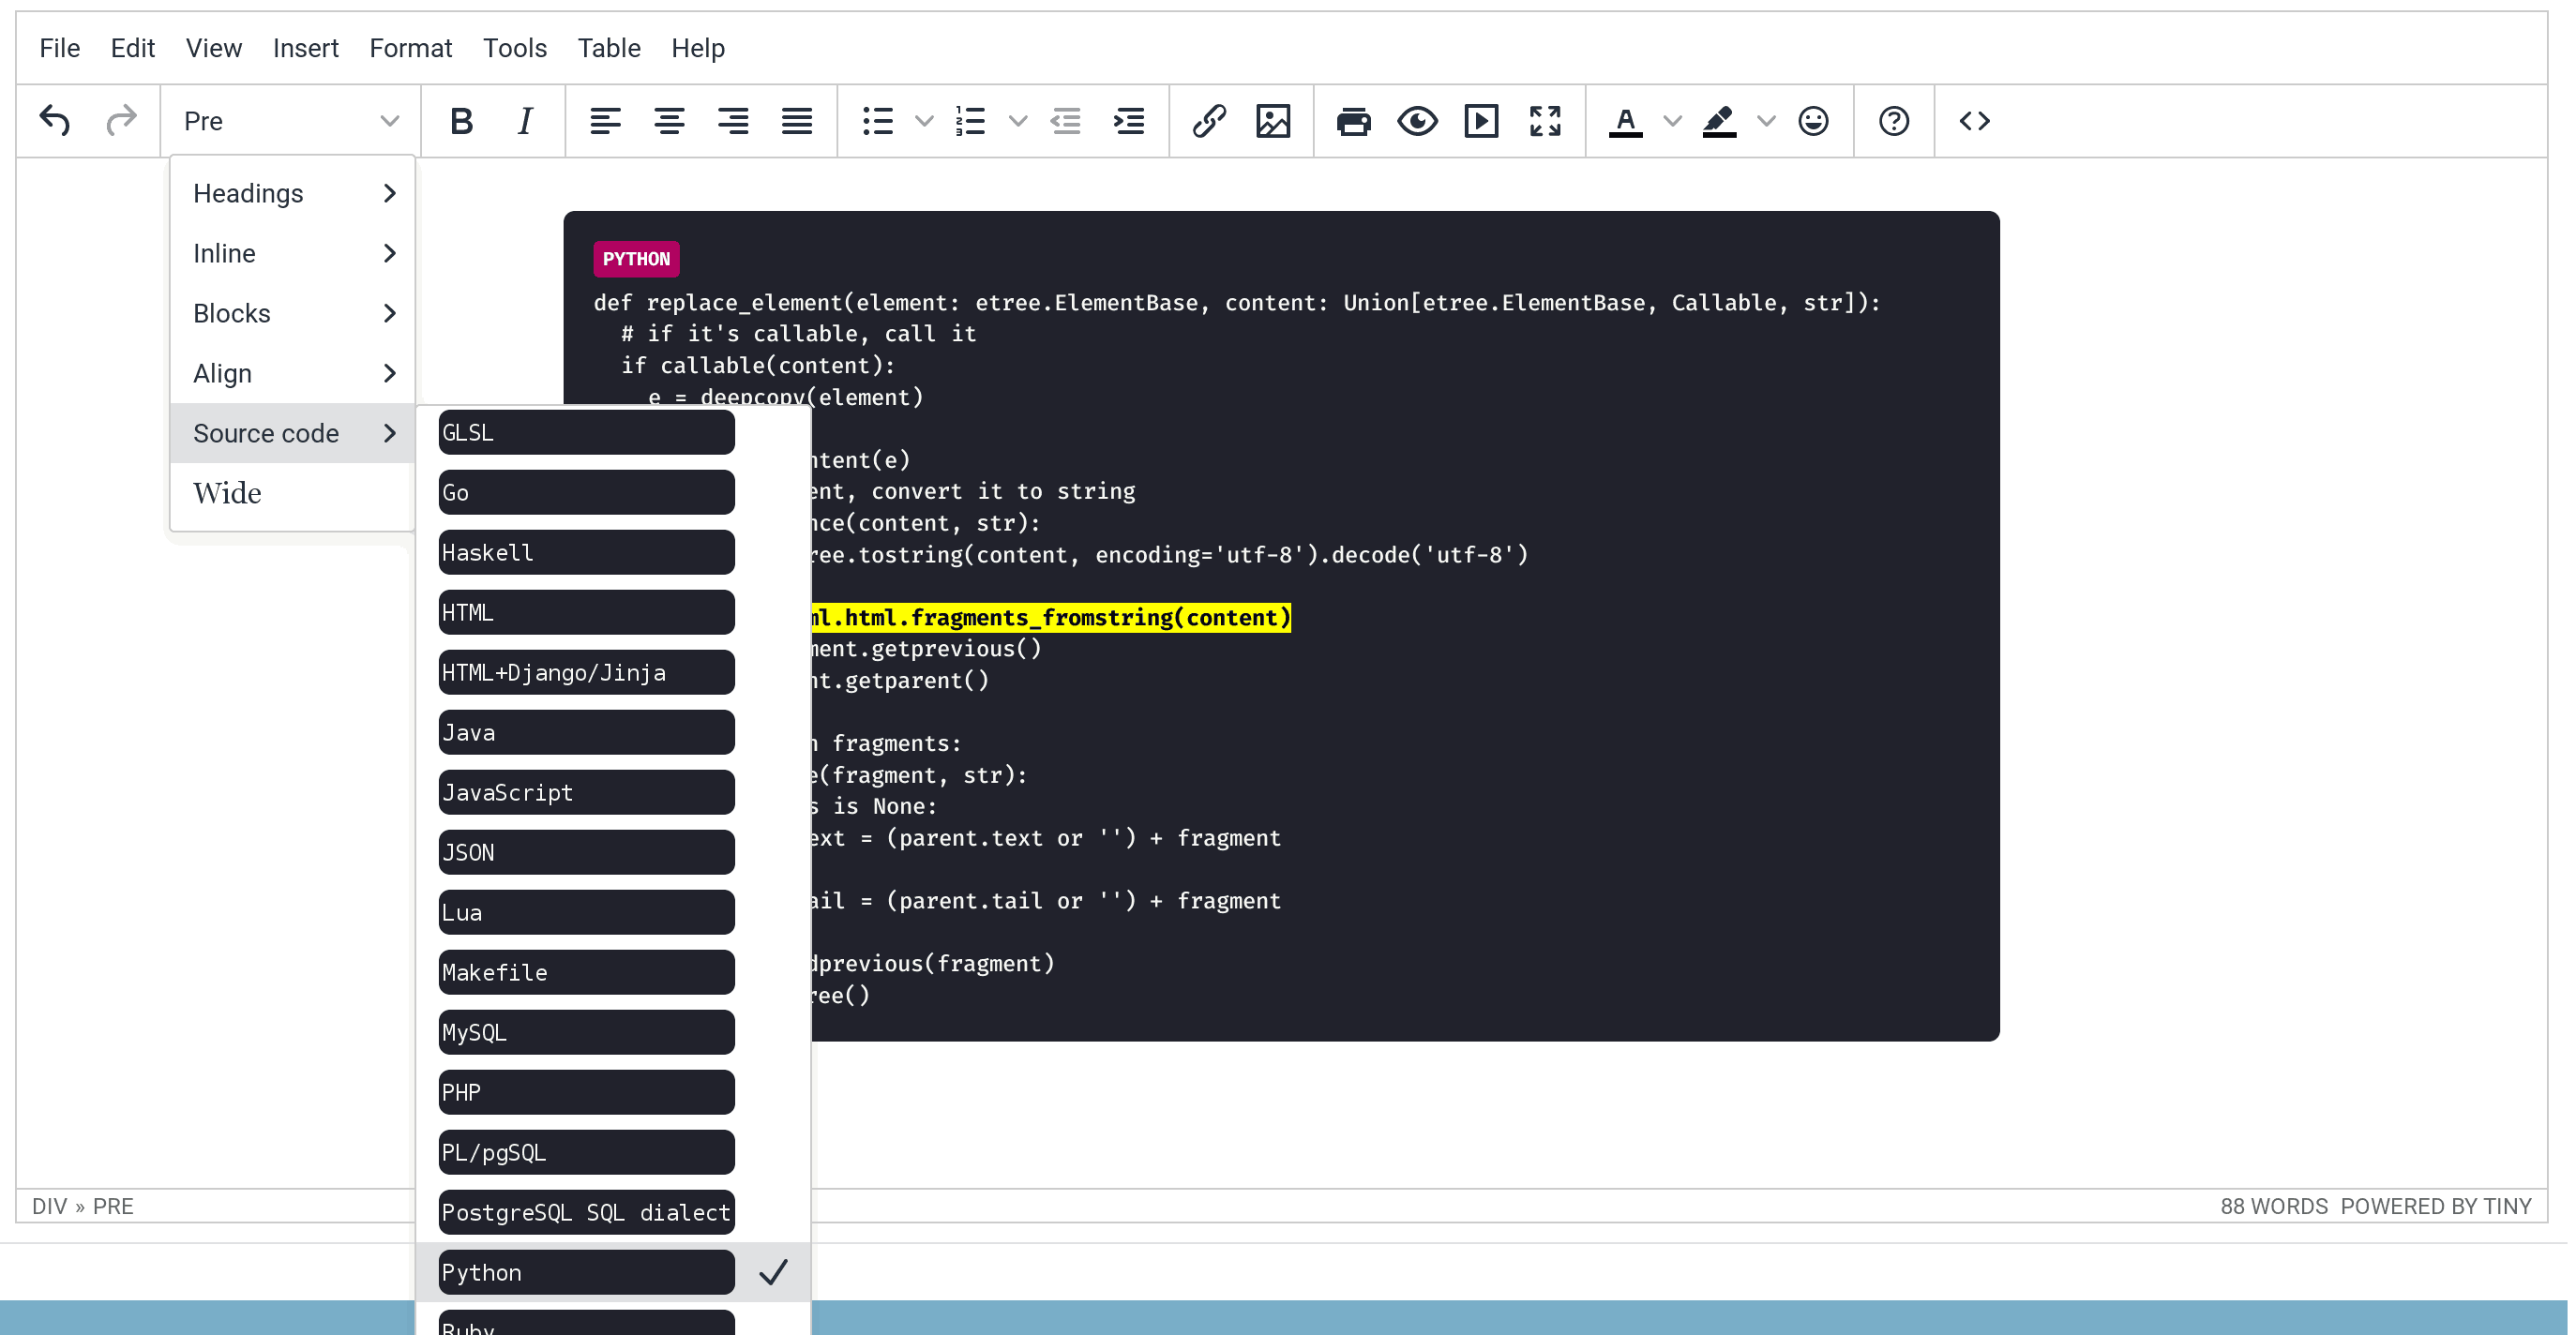 File Edit View Insert Format Tools Table Help
Pre
Headings
Inline
Blocks
Align
Source code
Wide
GLSL
Go
Haskell
HTML
HTML+Django/Jinja
Java
JavaScript
JSON
Lua
Makefile
MySQL
PHP
PL/pgSQL
PostgreSQL SQL dialect
Python
Ruby
PYTHON
def replace_element(element: etree.ElementBase, content: Union[etree.ElementBase, Callable, str]):
# if it's callable, call it
if callable(content):
e = deepcopy(element)
ntent(e)
ent, convert it to string
nce(content, str):
ree.tostring(content, encoding='utf-8').decode('utf-8')
ml.html.fragments_fromstring(content)
ment.getprevious()
nt.getparent()
n fragments:
e(fragment, str):
s is None:
ext = (parent.text or '') + fragment
ail = (parent.tail or '') + fragment
dprevious(fragment)
ree()
DIV » PRE
88 WORDS POWERED BY TINY